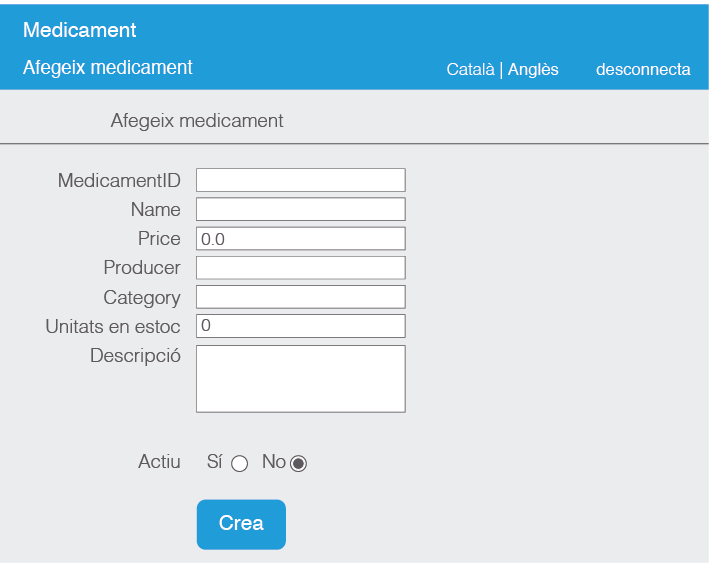 Medicament
Afegeix medicament
Català | Anglès desconnecta
Afegeix medicament
MedicamentID
Name
Price 0.0
Producer
Category
Unitats en estoc 0
Descripció
Actiu Sí No
Crea